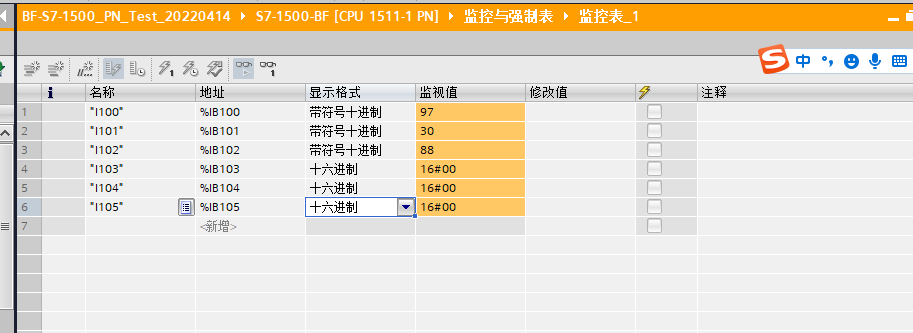 BF-S7-1500_PN_Test_20220414 ▸ S7-1500-BF [CPU 1511-1 PN] ▸ 监控与强制表 ▸ 监控表_1
S 中
i 名称 地址 显示格式 监视值 修改值 注释
1 "I100" %IB100 带符号十进制 97
2 "I101" %IB101 带符号十进制 30
3 "I102" %IB102 带符号十进制 88
4 "I103" %IB103 十六进制 16#00
5 "I104" %IB104 十六进制 16#00
6 "I105" %IB105 十六进制 16#00
7 <新增>